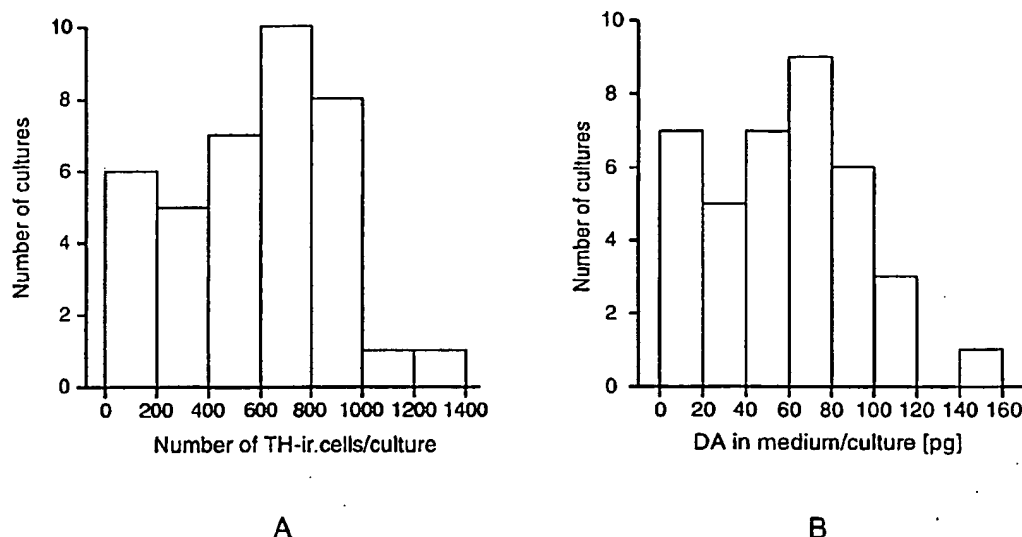 10
8
6
4
2
0
Number of cultures
0 200 400 600 800 1000 1200 1400
Number of TH-ir.cells/culture
A
10
8
6
4
2
0
Number of cultures
0 20 40 60 80 100 120 140 160
DA in medium/culture [pg]
B